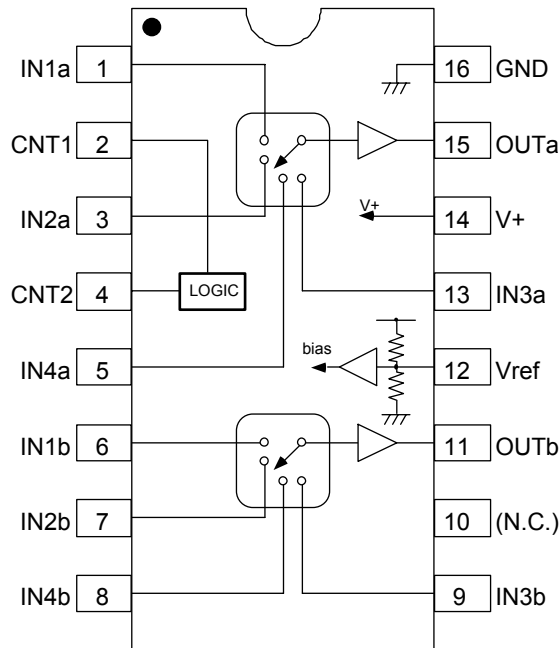 IN1a 1 16 GND
CNT1 2 15 OUTa
IN2a 3 V+ 14 V+
CNT2 4 LOGIC 13 IN3a
IN4a 5 bias 12 Vref
IN1b 6 11 OUTb
IN2b 7 10 (N.C.)
IN4b 8 9 IN3b